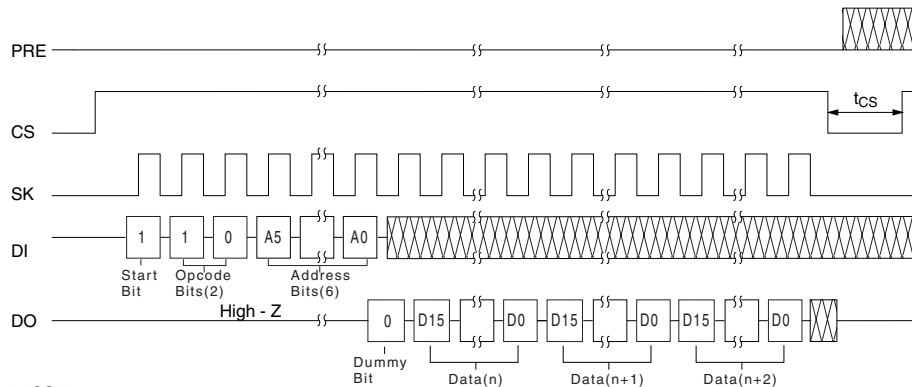 PRE
CS
tCS
SK
DI
1 1 0 A5 A0
Start Bit
Opcode Bits(2)
Address Bits(6)
High - Z
DO
0 D15 D0 D15 D0 D15 D0
Dummy Bit
Data(n)
Data(n+1)
Data(n+2)